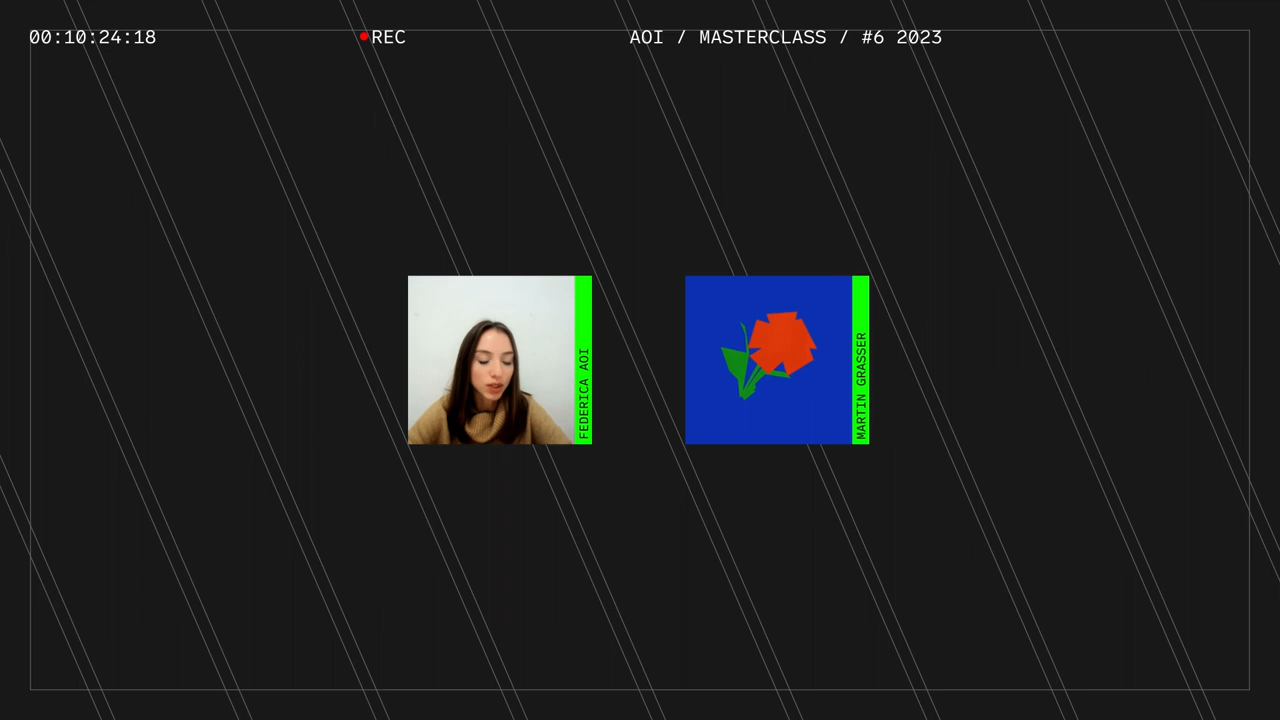 00:10:24:18
REC
AOI / MASTERCLASS / #6 2023
FEDERICA AOI
MARTIN GRASSER